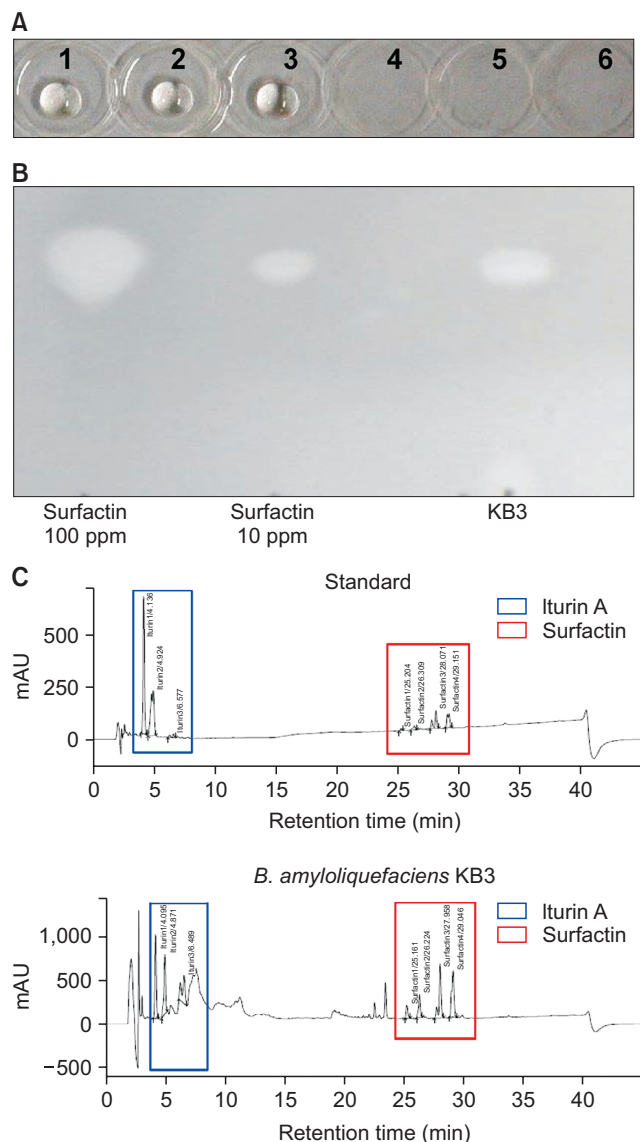 A
1 2 3 4 5 6
B
Surfactin
100 ppm
Surfactin
10 ppm
KB3
C
Standard
Iturin A
Surfactin
mAU
500
250
0
Iturin1/4.136
Iturin2/4.924
Iturin3/6.577
Surfactin1/25.204
Surfactin2/26.309
Surfactin3/28.071
Surfactin4/29.151
0 5 10 15 20 25 30 35 40
Retention time (min)
B. amyloliquefaciens KB3
Iturin A
Surfactin
mAU
1,000
500
0
−500
Iturin1/4.095
Iturin2/4.871
Iturin3/6.489
Surfactin1/25.161
Surfactin2/26.224
Surfactin3/27.958
Surfactin4/29.046
0 5 10 15 20 25 30 35 40
Retention time (min)